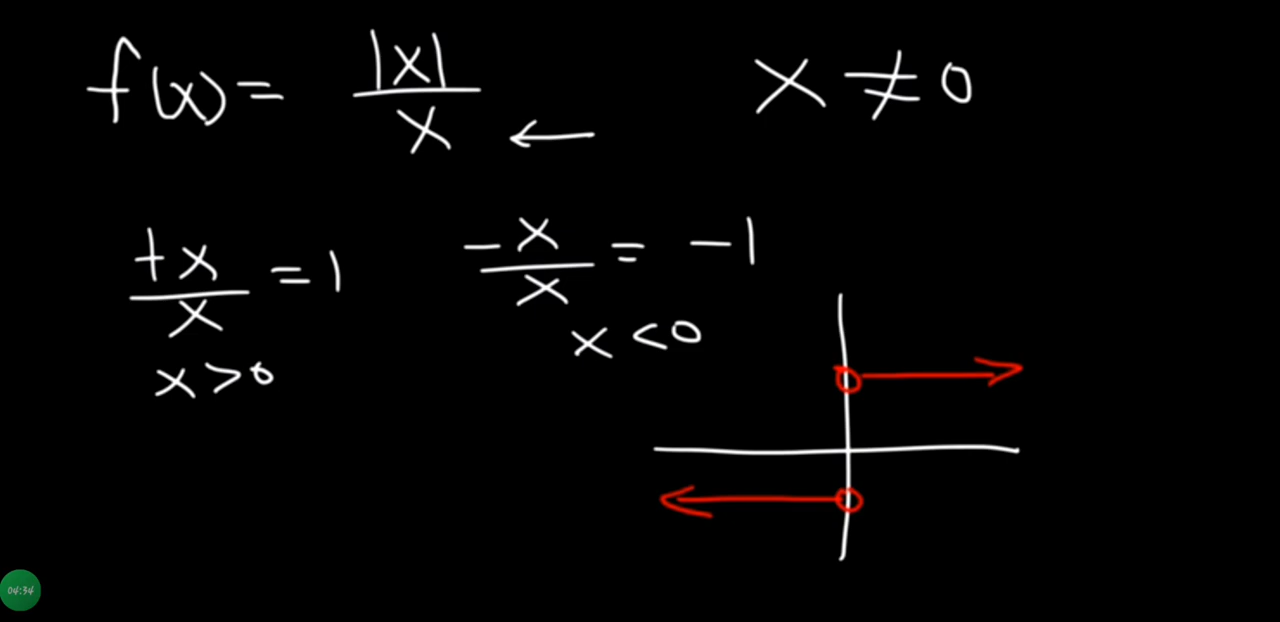 f(x) = |x|/x ← x ≠ 0
+x/x = 1 -x/x = -1
x > 0 x < 0
04:34